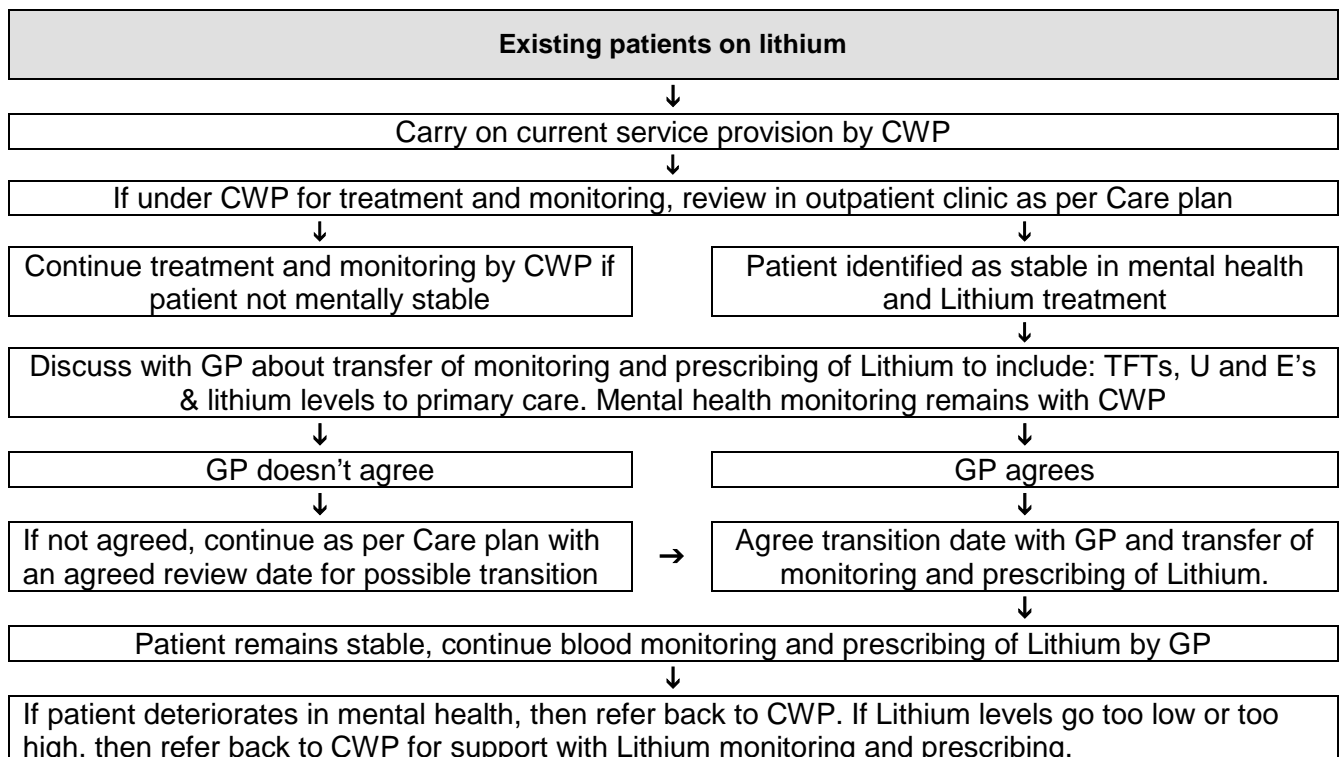 Existing patients on lithium
↓
Carry on current service provision by CWP
↓
If under CWP for treatment and monitoring, review in outpatient clinic as per Care plan
↓ ↓
Continue treatment and monitoring by CWP if
patient not mentally stable
Patient identified as stable in mental health
and Lithium treatment
↓
Discuss with GP about transfer of monitoring and prescribing of Lithium to include: TFTs, U and E's
& lithium levels to primary care. Mental health monitoring remains with CWP
↓ ↓
GP doesn't agree
GP agrees
↓ ↓
If not agreed, continue as per Care plan with
an agreed review date for possible transition
➔
Agree transition date with GP and transfer of
monitoring and prescribing of Lithium.
↓
Patient remains stable, continue blood monitoring and prescribing of Lithium by GP
↓
If patient deteriorates in mental health, then refer back to CWP. If Lithium levels go too low or too
high, then refer back to CWP for support with Lithium monitoring and prescribing.